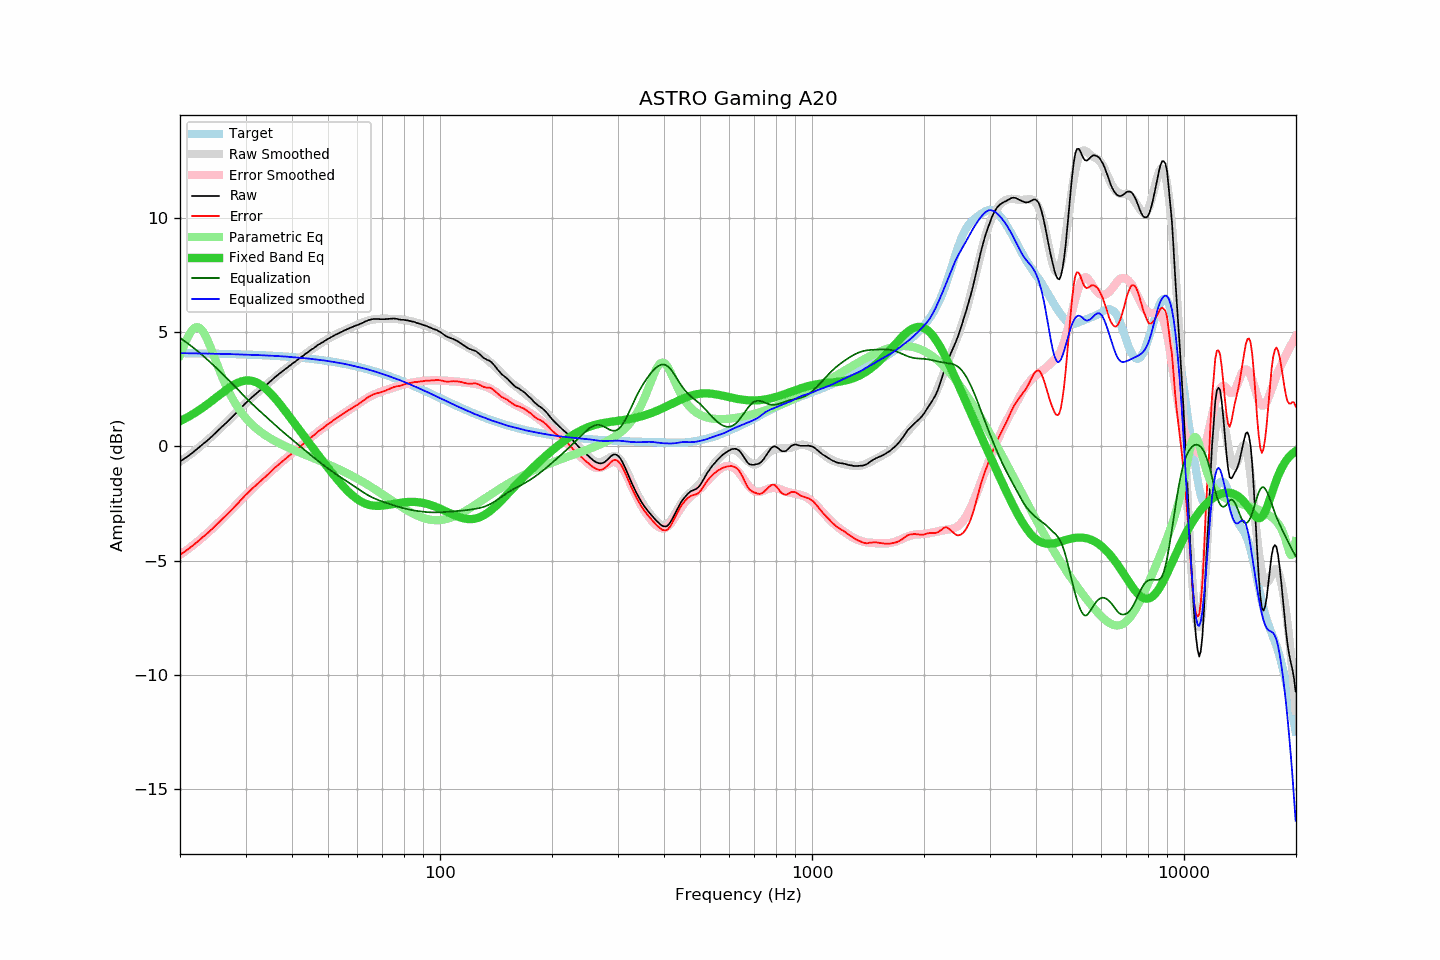 ASTRO Gaming A20
Target
Raw Smoothed
Error Smoothed
Raw
Error
Parametric Eq
Fixed Band Eq
Equalization
Equalized smoothed
10
5
0
−5
−10
−15
Amplitude (dBr)
100
1000
10000
Frequency (Hz)